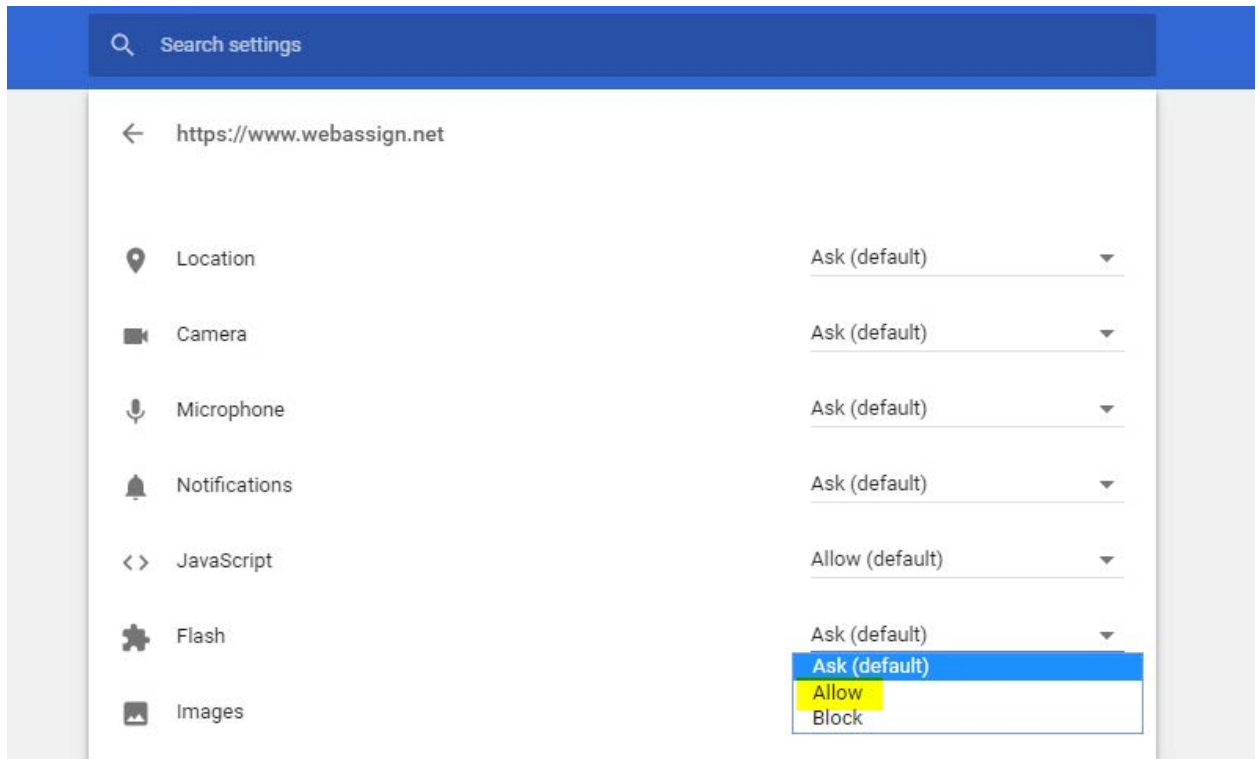 Search settings
https://www.webassign.net
Location Ask (default)
Camera Ask (default)
Microphone Ask (default)
Notifications Ask (default)
JavaScript Allow (default)
Flash Ask (default)
Ask (default)
Allow
Images
Block